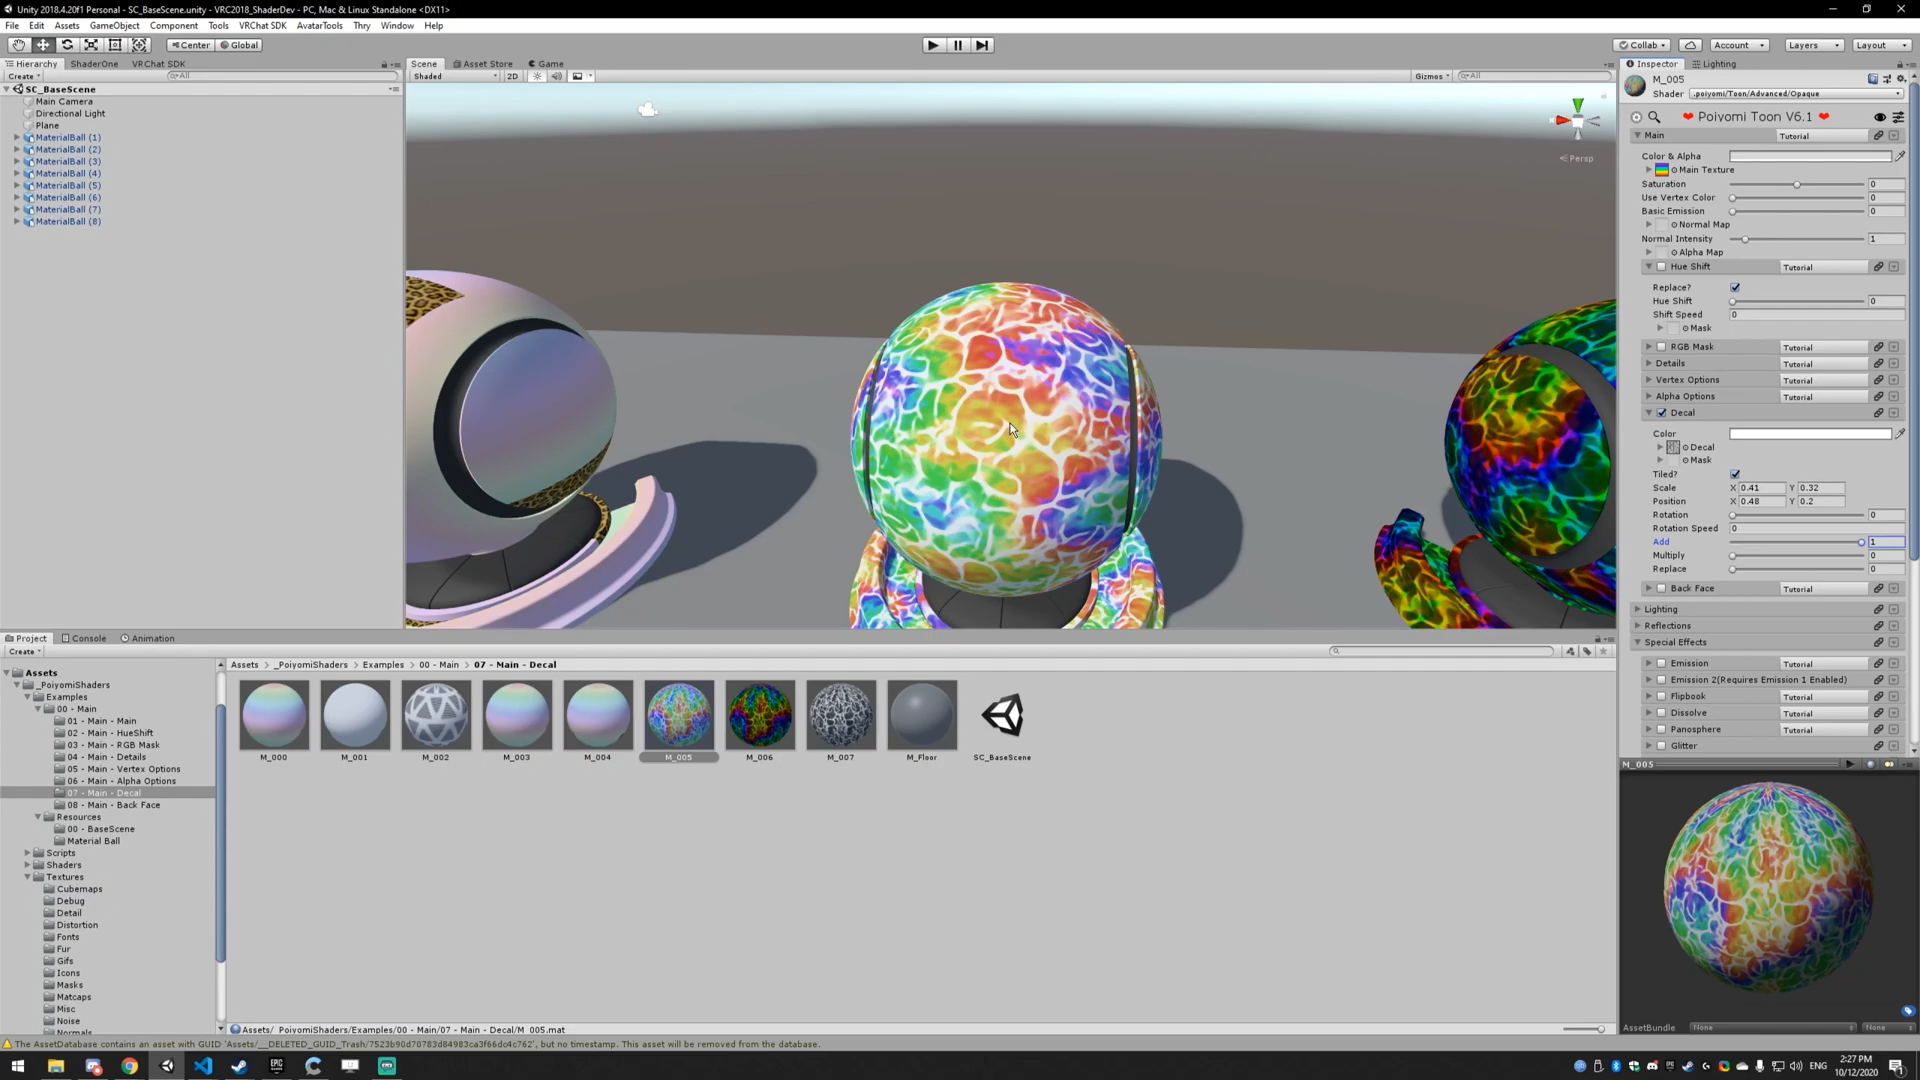 Unity 2018.4.20f1 Personal - SC_BaseScene.unity - VRC2018_ShaderDev - PC, Mac & Linux Standalone <DX11>
File Edit Assets GameObject Component Tools VRChat SDK AvatarTools Thry Window Help
Center Global
Collab Account Layers Layout
Hierarchy ShaderOne VRChat SDK
Create All
SC_BaseScene
Main Camera
Directional Light
Plane
MaterialBall (1)
MaterialBall (2)
MaterialBall (3)
MaterialBall (4)
MaterialBall (5)
MaterialBall (6)
MaterialBall (7)
MaterialBall (8)
Scene Asset Store Game
Shaded 2D Gizmos All
Persp
Inspector Lighting
M_005
Shader .poiyomi/Toon/Advanced/Opaque
❤ Poiyomi Toon V6.1 ❤
Main Tutorial
Color & Alpha
Main Texture
Saturation 0
Use Vertex Color 0
Basic Emission 0
Normal Map
Normal Intensity 1
Alpha Map
Hue Shift Tutorial
Replace?
Hue Shift 0
Shift Speed 0
Mask
RGB Mask Tutorial
Details Tutorial
Vertex Options Tutorial
Alpha Options Tutorial
Decal Tutorial
Color
Decal
Mask
Tiled?
Scale X 0.41 Y 0.32
Position X 0.48 Y 0.2
Rotation 0
Rotation Speed 0
Add 1
Multiply 0
Replace 0
Back Face Tutorial
Lighting
Reflections
Special Effects
Emission Tutorial
Emission 2(Requires Emission 1 Enabled)
Flipbook Tutorial
Dissolve Tutorial
Panosphere Tutorial
Glitter Tutorial
M_005
AssetBundle None None
Project Console Animation
Create
Assets
_PoiyomiShaders
Examples
00 - Main
01 - Main - Main
02 - Main - HueShift
03 - Main - RGB Mask
04 - Main - Details
05 - Main - Vertex Options
06 - Main - Alpha Options
07 - Main - Decal
08 - Main - Back Face
Resources
00 - BaseScene
Material Ball
Scripts
Shaders
Textures
Cubemaps
Debug
Detail
Distortion
Fonts
Fur
Gifs
Icons
Masks
Matcaps
Misc
Noise
Normals
Assets > _PoiyomiShaders > Examples > 00 - Main > 07 - Main - Decal
M_000 M_001 M_002 M_003 M_004 M_005 M_006 M_007 M_Floor SC_BaseScene
Assets/_PoiyomiShaders/Examples/00 - Main/07 - Main - Decal/M_005.mat
The AssetDatabase contains an asset with GUID 'Assets/__DELETED_GUID_Trash/7523b90d70783d84983ca3f66dc4c762', but no timestamp. This asset will be removed from the database.
ENG
2:27 PM
10/12/2020